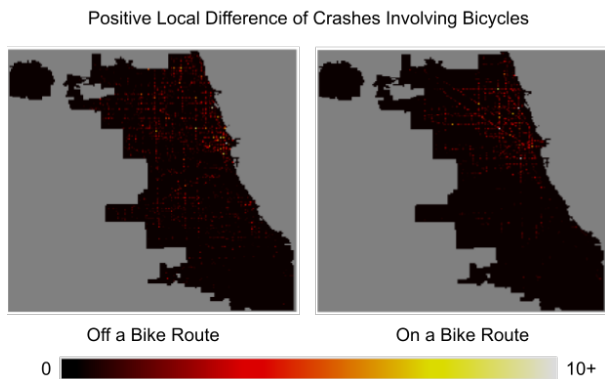 Positive Local Difference of Crashes Involving Bicycles
Off a Bike Route
On a Bike Route
0
10+